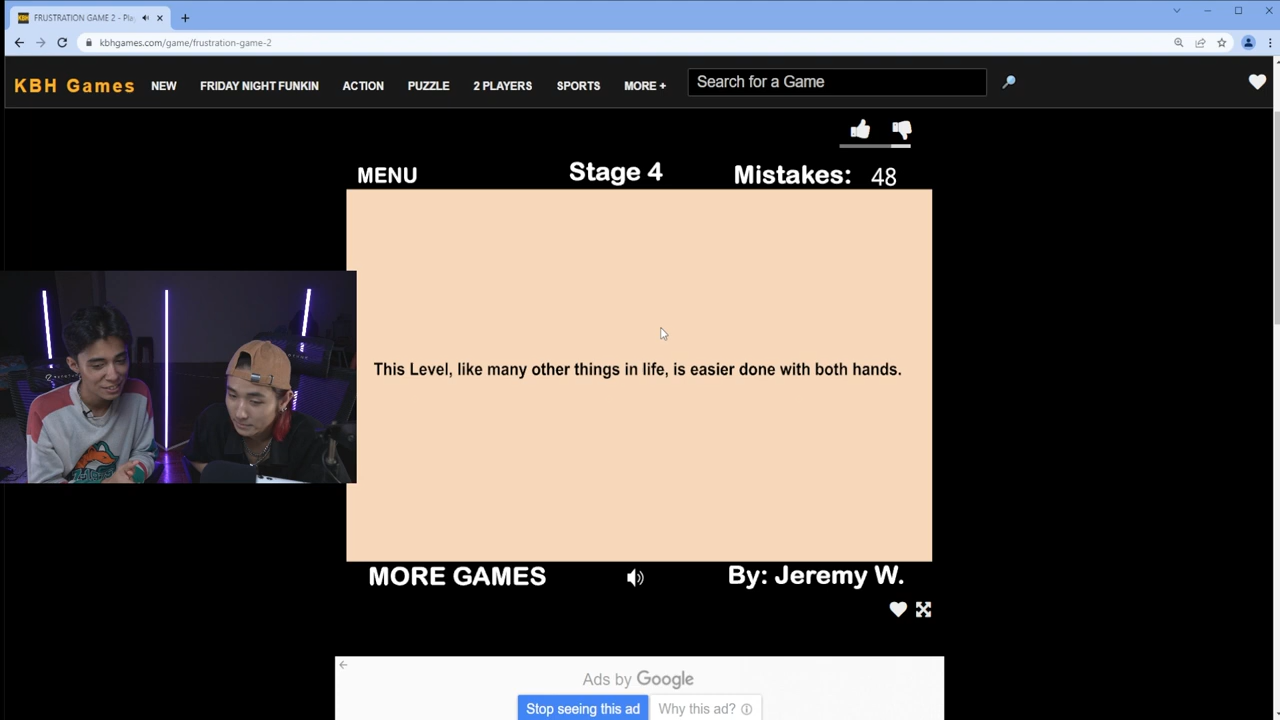 FRUSTRATION GAME 2 - Pla
kbhgames.com/game/frustration-game-2
KBH Games NEW FRIDAY NIGHT FUNKIN ACTION PUZZLE 2 PLAYERS SPORTS MORE + Search for a Game
MENU Stage 4 Mistakes: 48
This Level, like many other things in life, is easier done with both hands.
MORE GAMES By: Jeremy W.
Ads by Google
Stop seeing this ad Why this ad?